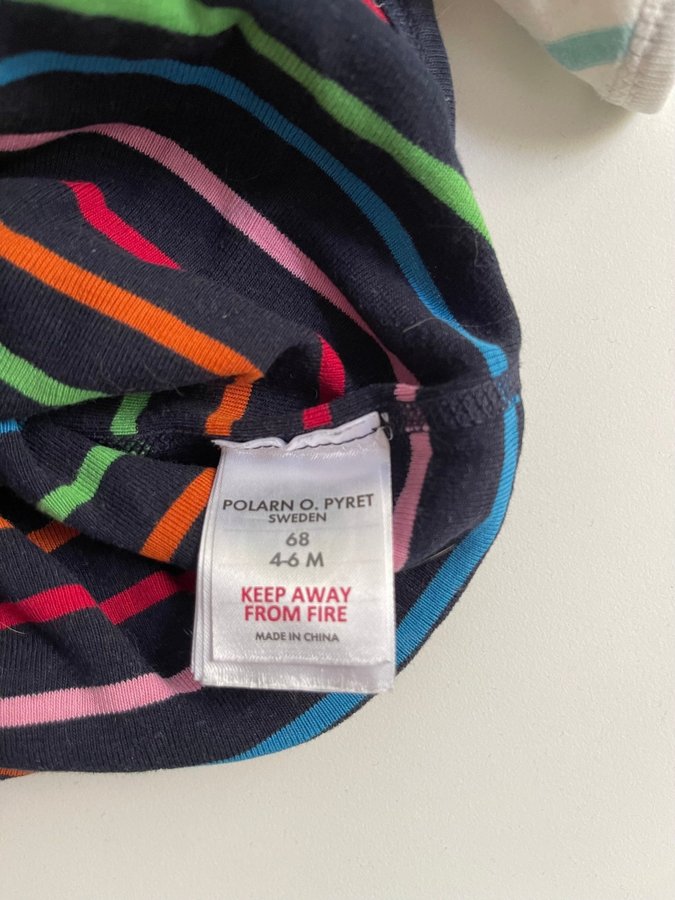 POLARN O. PYRET
SWEDEN
68
4-6 M
KEEP AWAY
FROM FIRE
MADE IN CHINA